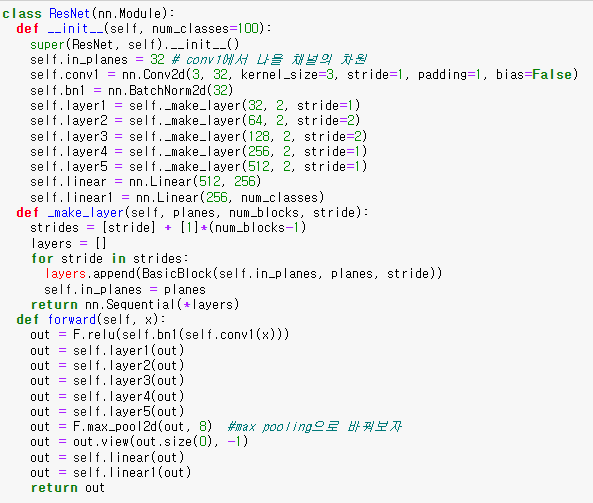 class ResNet(nn.Module):
  def __init__(self, num_classes=100):
    super(ResNet, self).__init__()
    self.in_planes = 32 # conv1에서 나올 채널의 차원
    self.conv1 = nn.Conv2d(3, 32, kernel_size=3, stride=1, padding=1, bias=False)
    self.bn1 = nn.BatchNorm2d(32)
    self.layer1 = self._make_layer(32, 2, stride=1)
    self.layer2 = self._make_layer(64, 2, stride=2)
    self.layer3 = self._make_layer(128, 2, stride=2)
    self.layer4 = self._make_layer(256, 2, stride=1)
    self.layer5 = self._make_layer(512, 2, stride=1)
    self.linear = nn.Linear(512, 256)
    self.linear1 = nn.Linear(256, num_classes)
  def _make_layer(self, planes, num_blocks, stride):
    strides = [stride] + [1]*(num_blocks-1)
    layers = []
    for stride in strides:
      layers.append(BasicBlock(self.in_planes, planes, stride))
      self.in_planes = planes
    return nn.Sequential(*layers)
  def forward(self, x):
    out = F.relu(self.bn1(self.conv1(x)))
    out = self.layer1(out)
    out = self.layer2(out)
    out = self.layer3(out)
    out = self.layer4(out)
    out = self.layer5(out)
    out = F.max_pool2d(out, 8)  #max pooling으로 바꿔보자
    out = out.view(out.size(0), -1)
    out = self.linear(out)
    out = self.linear1(out)
    return out